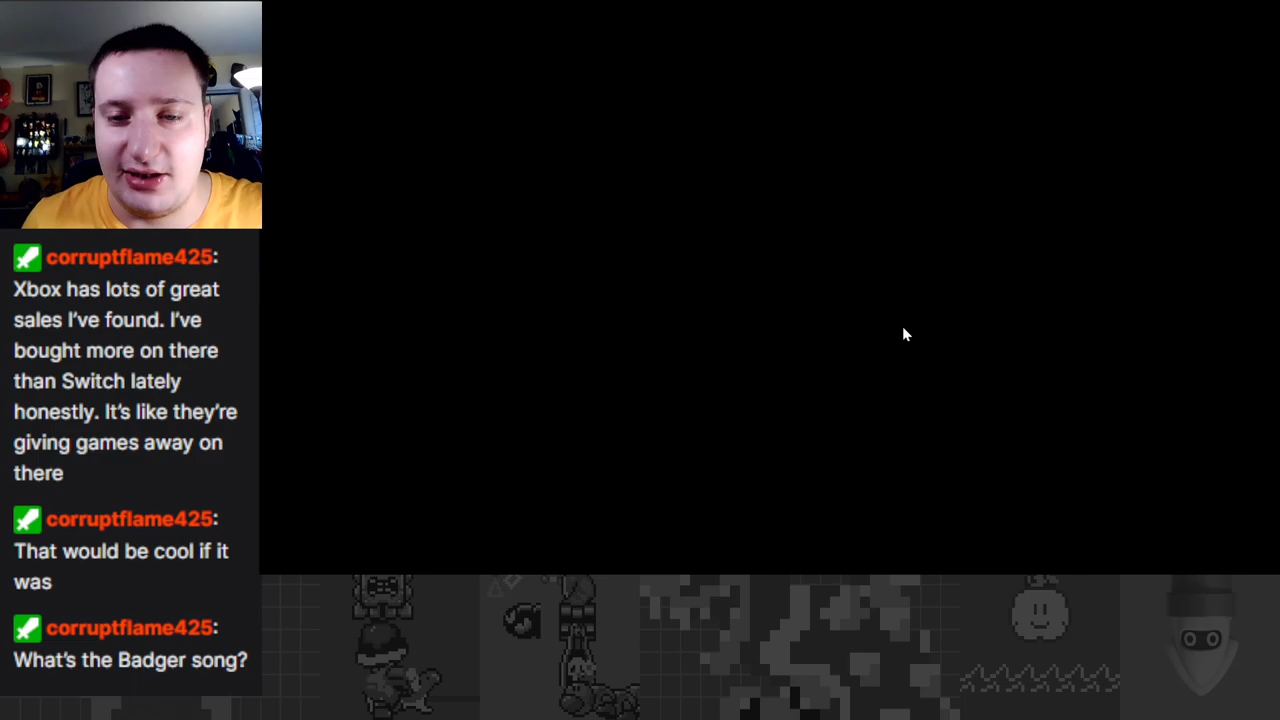 corruptflame425:
Xbox has lots of great
sales I've found. I've
bought more on there
than Switch lately
honestly. It's like they're
giving games away on
there
corruptflame425:
That would be cool if it
was
corruptflame425:
What's the Badger song?